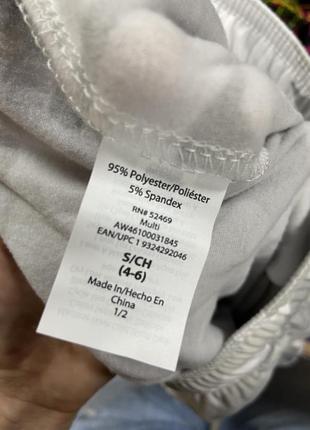 95% Polyester/Poliéster
5% Spandex
RN# 52469
Multi
AW46100031845
EAN/UPC 1 9324292046
S/CH
(4-6)
Made In/Hecho En
China
1/2